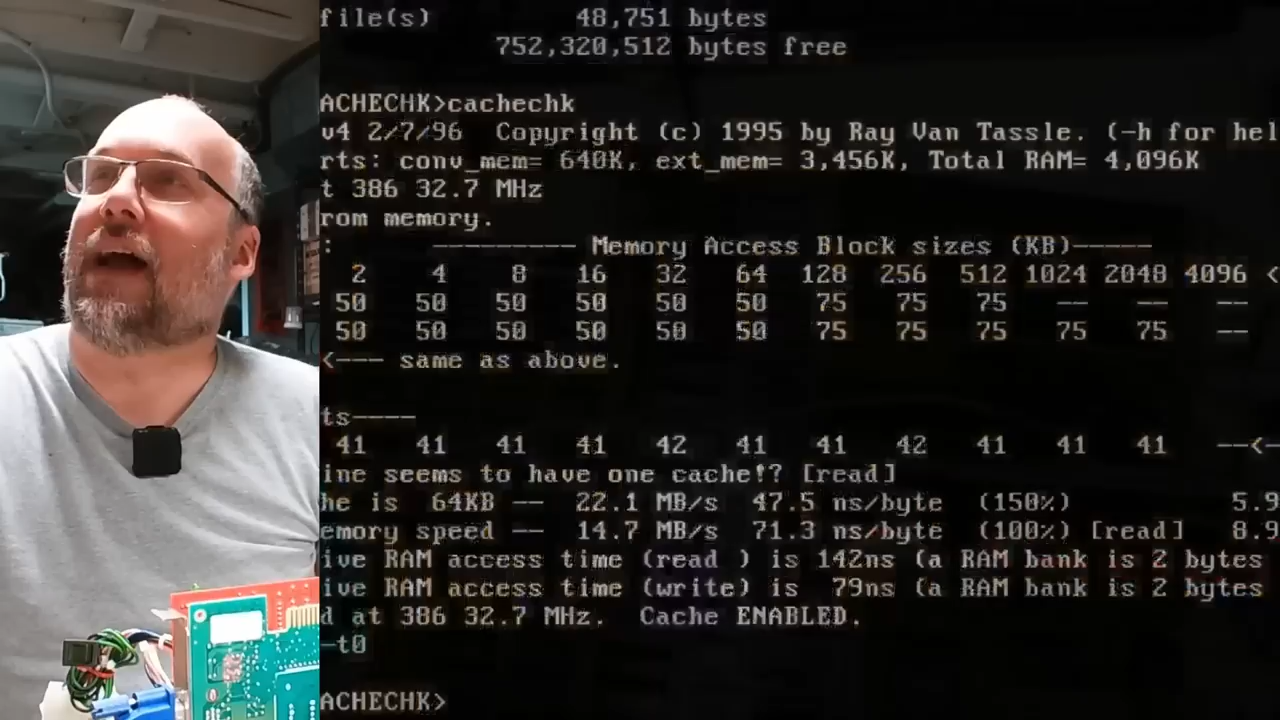 file(s) 48,751 bytes
752,320,512 bytes free
ACHECHK>cachechk
v4 2/7/96 Copyright (c) 1995 by Ray Van Tassle. (-h for hel
rts: conv_mem= 640K, ext_mem= 3,456K, Total RAM= 4,096K
t 386 32.7 MHz
rom memory.
: --------- Memory Access Block sizes (KB)-----
2 4 8 16 32 64 128 256 512 1024 2048 4096 <
50 50 50 50 50 50 75 75 75 -- -- --
50 50 50 50 50 50 75 75 75 75 75 --
<--- same as above.
ts----
41 41 41 41 42 41 41 42 41 41 41 --<-
ine seems to have one cache!? [read]
he is 64KB -- 22.1 MB/s 47.5 ns/byte (150%) 5.9
emory speed -- 14.7 MB/s 71.3 ns/byte (100%) [read] 8.9
ive RAM access time (read ) is 142ns (a RAM bank is 2 bytes
ive RAM access time (write) is 79ns (a RAM bank is 2 bytes
d at 386 32.7 MHz. Cache ENABLED.
-t0
ACHECHK>